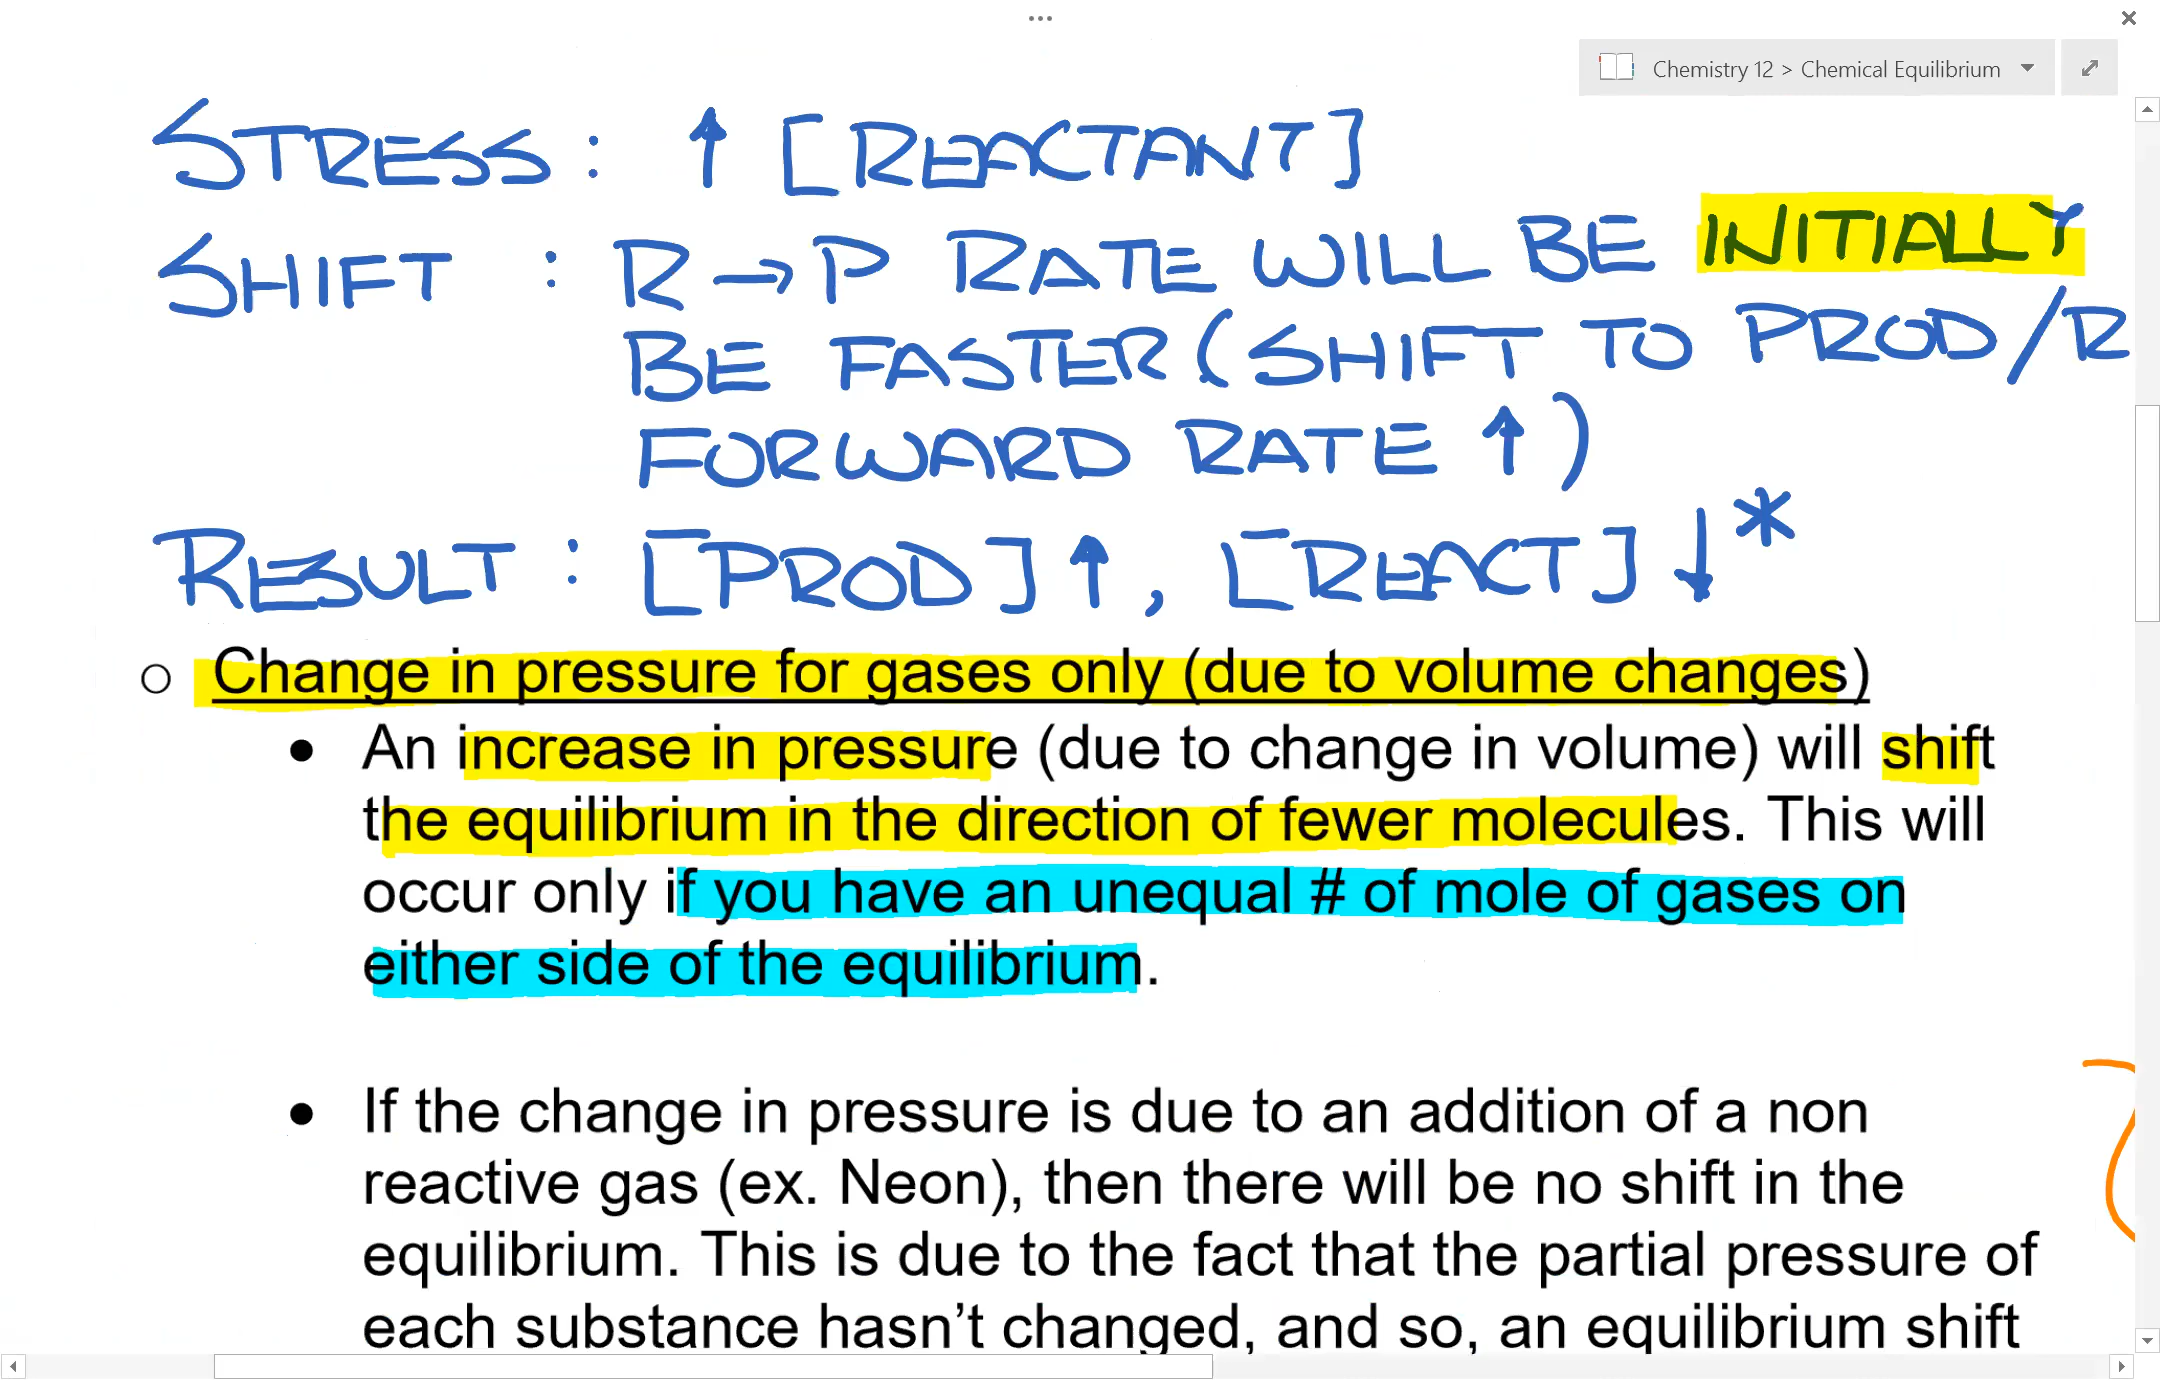 Chemistry 12 > Chemical Equilibrium
STRESS : ↑ [REACTANT]
SHIFT : R → P RATE WILL BE INITIALLY
BE FASTER (SHIFT TO PROD/R
FORWARD RATE ↑)
RESULT : [PROD] ↑, [REACT] ↓ *
○ Change in pressure for gases only (due to volume changes)
● An increase in pressure (due to change in volume) will shift
the equilibrium in the direction of fewer molecules. This will
occur only if you have an unequal # of mole of gases on
either side of the equilibrium.
● If the change in pressure is due to an addition of a non
reactive gas (ex. Neon), then there will be no shift in the
equilibrium. This is due to the fact that the partial pressure of
each substance hasn't changed, and so, an equilibrium shift